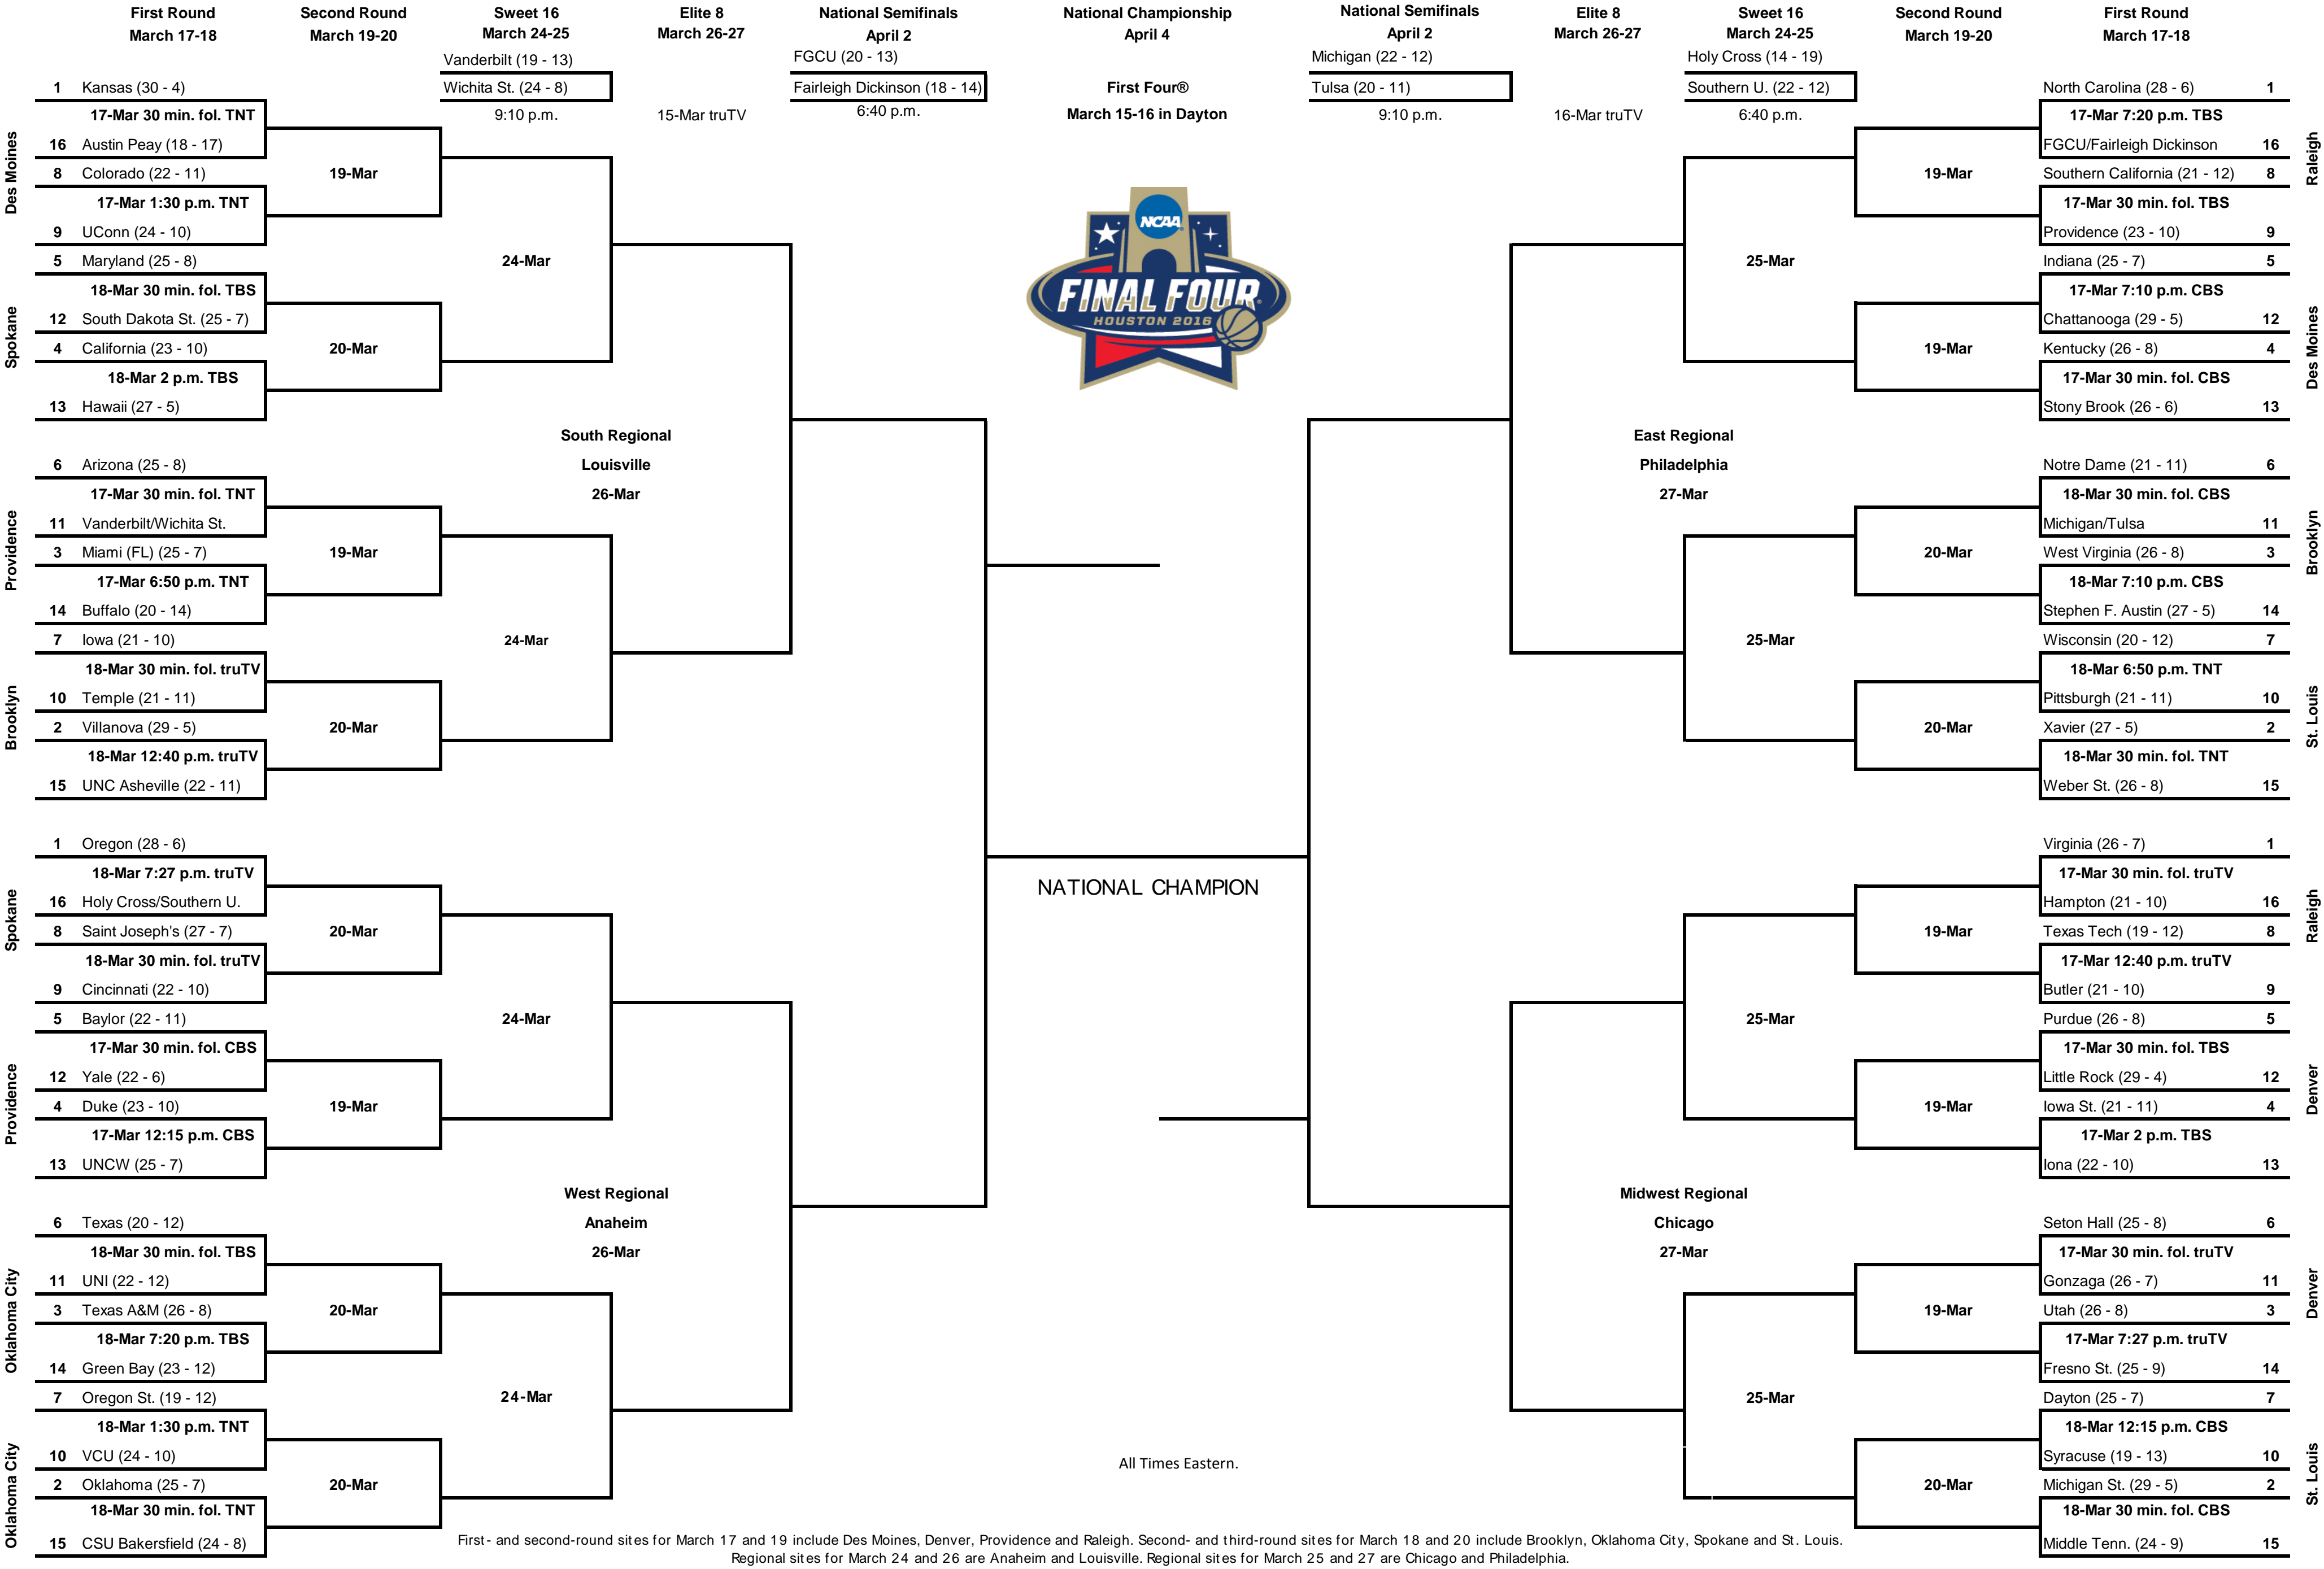 First Round
March 17-18
Second Round
March 19-20
Sweet 16
March 24-25
Elite 8
March 26-27
National Semifinals
April 2
National Championship
April 4
National Semifinals
April 2
Elite 8
March 26-27
Sweet 16
March 24-25
Second Round
March 19-20
First Round
March 17-18
Vanderbilt (19 - 13)
Wichita St. (24 - 8)
9:10 p.m.
15-Mar truTV
FGCU (20 - 13)
Fairleigh Dickinson (18 - 14)
6:40 p.m.
First Four®
March 15-16 in Dayton
Michigan (22 - 12)
Tulsa (20 - 11)
9:10 p.m.
16-Mar truTV
Holy Cross (14 - 19)
Southern U. (22 - 12)
6:40 p.m.
Des Moines
1 Kansas (30 - 4)
17-Mar 30 min. fol. TNT
16 Austin Peay (18 - 17)
8 Colorado (22 - 11)
17-Mar 1:30 p.m. TNT
9 UConn (24 - 10)
19-Mar
Spokane
5 Maryland (25 - 8)
18-Mar 30 min. fol. TBS
12 South Dakota St. (25 - 7)
4 California (23 - 10)
18-Mar 2 p.m. TBS
13 Hawaii (27 - 5)
20-Mar
24-Mar
South Regional
Louisville
26-Mar
Providence
6 Arizona (25 - 8)
17-Mar 30 min. fol. TNT
11 Vanderbilt/Wichita St.
3 Miami (FL) (25 - 7)
17-Mar 6:50 p.m. TNT
14 Buffalo (20 - 14)
19-Mar
Brooklyn
7 Iowa (21 - 10)
18-Mar 30 min. fol. truTV
10 Temple (21 - 11)
2 Villanova (29 - 5)
18-Mar 12:40 p.m. truTV
15 UNC Asheville (22 - 11)
20-Mar
24-Mar
Spokane
1 Oregon (28 - 6)
18-Mar 7:27 p.m. truTV
16 Holy Cross/Southern U.
8 Saint Joseph's (27 - 7)
18-Mar 30 min. fol. truTV
9 Cincinnati (22 - 10)
20-Mar
Providence
5 Baylor (22 - 11)
17-Mar 30 min. fol. CBS
12 Yale (22 - 6)
4 Duke (23 - 10)
17-Mar 12:15 p.m. CBS
13 UNCW (25 - 7)
19-Mar
24-Mar
West Regional
Anaheim
26-Mar
Oklahoma City
6 Texas (20 - 12)
18-Mar 30 min. fol. TBS
11 UNI (22 - 12)
3 Texas A&M (26 - 8)
18-Mar 7:20 p.m. TBS
14 Green Bay (23 - 12)
20-Mar
Oklahoma City
7 Oregon St. (19 - 12)
18-Mar 1:30 p.m. TNT
10 VCU (24 - 10)
2 Oklahoma (25 - 7)
18-Mar 30 min. fol. TNT
15 CSU Bakersfield (24 - 8)
20-Mar
24-Mar
NCAA
FINAL FOUR®
HOUSTON 2016
NATIONAL CHAMPION
All Times Eastern.
Raleigh
North Carolina (28 - 6) 1
17-Mar 7:20 p.m. TBS
FGCU/Fairleigh Dickinson 16
Southern California (21 - 12) 8
17-Mar 30 min. fol. TBS
Providence (23 - 10) 9
19-Mar
Des Moines
Indiana (25 - 7) 5
17-Mar 7:10 p.m. CBS
Chattanooga (29 - 5) 12
Kentucky (26 - 8) 4
17-Mar 30 min. fol. CBS
Stony Brook (26 - 6) 13
19-Mar
25-Mar
East Regional
Philadelphia
27-Mar
Brooklyn
Notre Dame (21 - 11) 6
18-Mar 30 min. fol. CBS
Michigan/Tulsa 11
West Virginia (26 - 8) 3
18-Mar 7:10 p.m. CBS
Stephen F. Austin (27 - 5) 14
20-Mar
St. Louis
Wisconsin (20 - 12) 7
18-Mar 6:50 p.m. TNT
Pittsburgh (21 - 11) 10
Xavier (27 - 5) 2
18-Mar 30 min. fol. TNT
Weber St. (26 - 8) 15
20-Mar
25-Mar
Raleigh
Virginia (26 - 7) 1
17-Mar 30 min. fol. truTV
Hampton (21 - 10) 16
Texas Tech (19 - 12) 8
17-Mar 12:40 p.m. truTV
Butler (21 - 10) 9
19-Mar
Denver
Purdue (26 - 8) 5
17-Mar 30 min. fol. TBS
Little Rock (29 - 4) 12
Iowa St. (21 - 11) 4
17-Mar 2 p.m. TBS
Iona (22 - 10) 13
19-Mar
25-Mar
Midwest Regional
Chicago
27-Mar
Denver
Seton Hall (25 - 8) 6
17-Mar 30 min. fol. truTV
Gonzaga (26 - 7) 11
Utah (26 - 8) 3
17-Mar 7:27 p.m. truTV
Fresno St. (25 - 9) 14
19-Mar
St. Louis
Dayton (25 - 7) 7
18-Mar 12:15 p.m. CBS
Syracuse (19 - 13) 10
Michigan St. (29 - 5) 2
18-Mar 30 min. fol. CBS
Middle Tenn. (24 - 9) 15
20-Mar
25-Mar
First- and second-round sites for March 17 and 19 include Des Moines, Denver, Providence and Raleigh. Second- and third-round sites for March 18 and 20 include Brooklyn, Oklahoma City, Spokane and St. Louis.
Regional sites for March 24 and 26 are Anaheim and Louisville. Regional sites for March 25 and 27 are Chicago and Philadelphia.